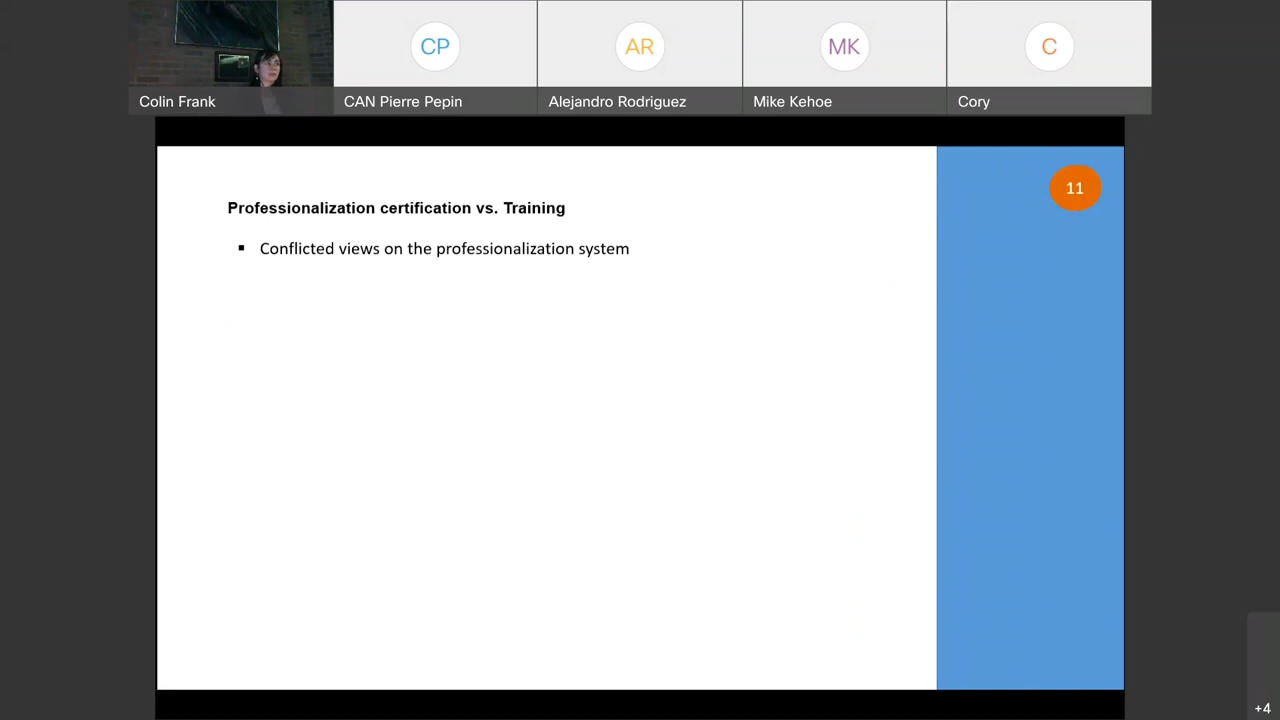 CP
AR
MK
C
Colin Frank
CAN Pierre Pepin
Alejandro Rodriguez
Mike Kehoe
Cory
11
Professionalization certification vs. Training
▪ Conflicted views on the professionalization system
+4